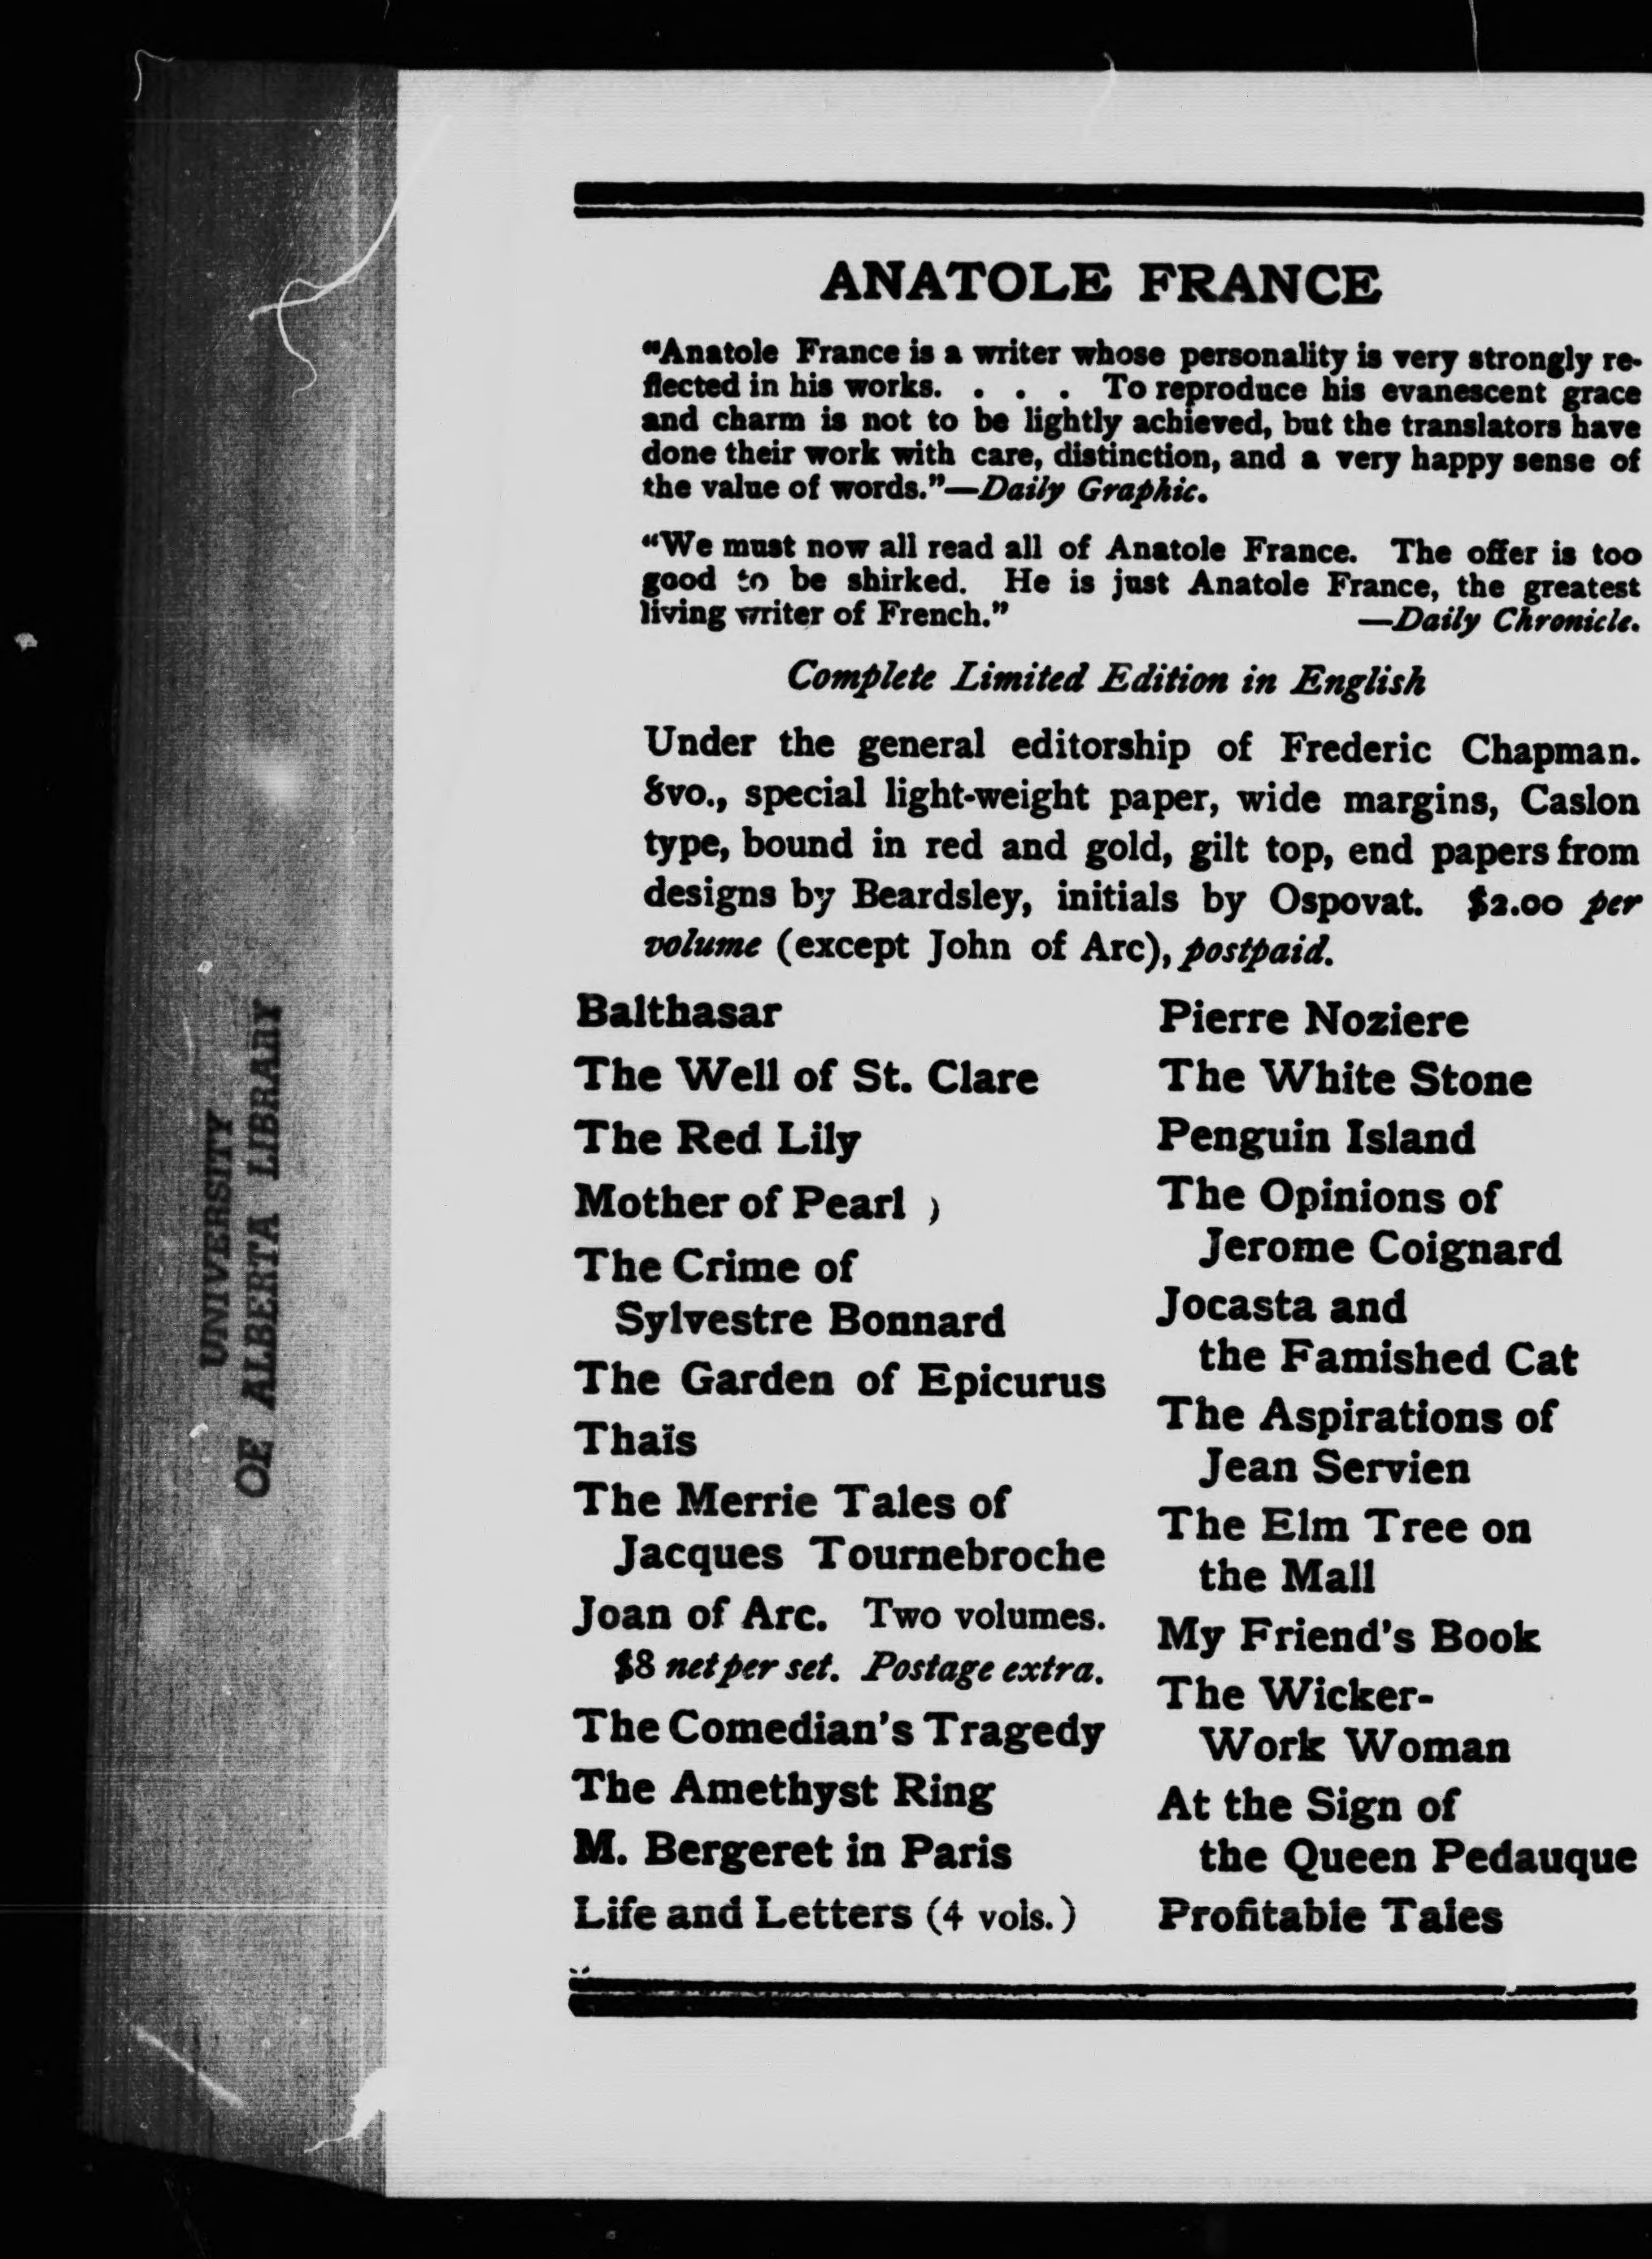 ANATOLE FRANCE
"Anatole France is a writer whose personality is very strongly re-
flected in his works. . . . To reproduce his evanescent grace
and charm is not to be lightly achieved, but the translators have
done their work with care, distinction, and a very happy sense of
the value of words."—Daily Graphic.
"We must now all read all of Anatole France. The offer is too
good to be shirked. He is just Anatole France, the greatest
living writer of French." —Daily Chronicle.
Complete Limited Edition in English
Under the general editorship of Frederic Chapman.
8vo., special light-weight paper, wide margins, Caslon
type, bound in red and gold, gilt top, end papers from
designs by Beardsley, initials by Ospovat. $2.00 per
volume (except John of Arc), postpaid.
Balthasar
The Well of St. Clare
The Red Lily
Mother of Pearl )
The Crime of
Sylvestre Bonnard
The Garden of Epicurus
Thaïs
The Merrie Tales of
Jacques Tournebroche
Joan of Arc. Two volumes.
$8 net per set. Postage extra.
The Comedian's Tragedy
The Amethyst Ring
M. Bergeret in Paris
Life and Letters (4 vols.)
Pierre Noziere
The White Stone
Penguin Island
The Opinions of
Jerome Coignard
Jocasta and
the Famished Cat
The Aspirations of
Jean Servien
The Elm Tree on
the Mall
My Friend's Book
The Wicker-
Work Woman
At the Sign of
the Queen Pedauque
Profitable Tales
UNIVERSITY
OF ALBERTA LIBRARY